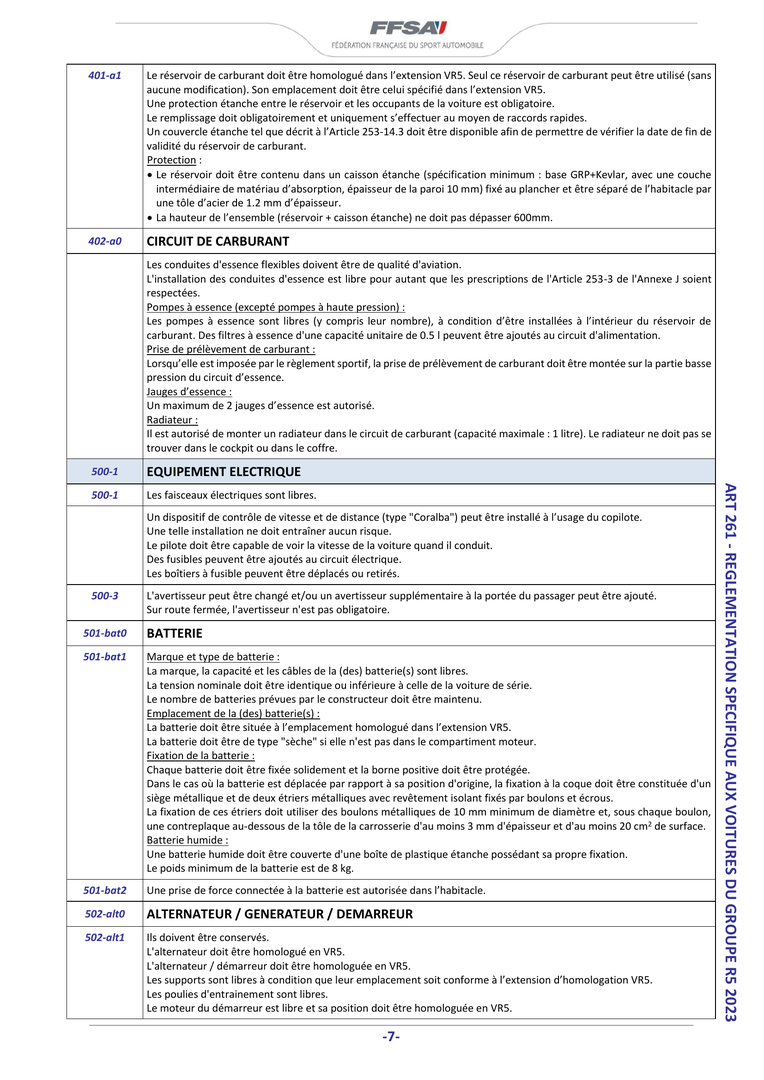 FFSA
FÉDÉRATION FRANÇAISE DU SPORT AUTOMOBILE
401-a1
Le réservoir de carburant doit être homologué dans l'extension VR5. Seul ce réservoir de carburant peut être utilisé (sans
aucune modification). Son emplacement doit être celui spécifié dans l'extension VR5.
Une protection étanche entre le réservoir et les occupants de la voiture est obligatoire.
Le remplissage doit obligatoirement et uniquement s'effectuer au moyen de raccords rapides.
Un couvercle étanche tel que décrit à l'Article 253-14.3 doit être disponible afin de permettre de vérifier la date de fin de
validité du réservoir de carburant.
Protection :
• Le réservoir doit être contenu dans un caisson étanche (spécification minimum : base GRP+Kevlar, avec une couche
intermédiaire de matériau d'absorption, épaisseur de la paroi 10 mm) fixé au plancher et être séparé de l'habitacle par
une tôle d'acier de 1.2 mm d'épaisseur.
• La hauteur de l'ensemble (réservoir + caisson étanche) ne doit pas dépasser 600mm.
402-a0
CIRCUIT DE CARBURANT
Les conduites d'essence flexibles doivent être de qualité d'aviation.
L'installation des conduites d'essence est libre pour autant que les prescriptions de l'Article 253-3 de l'Annexe J soient
respectées.
Pompes à essence (excepté pompes à haute pression) :
Les pompes à essence sont libres (y compris leur nombre), à condition d'être installées à l'intérieur du réservoir de
carburant. Des filtres à essence d'une capacité unitaire de 0.5 l peuvent être ajoutés au circuit d'alimentation.
Prise de prélèvement de carburant :
Lorsqu'elle est imposée par le règlement sportif, la prise de prélèvement de carburant doit être montée sur la partie basse
pression du circuit d'essence.
Jauges d'essence :
Un maximum de 2 jauges d'essence est autorisé.
Radiateur :
Il est autorisé de monter un radiateur dans le circuit de carburant (capacité maximale : 1 litre). Le radiateur ne doit pas se
trouver dans le cockpit ou dans le coffre.
500-1
EQUIPEMENT ELECTRIQUE
500-1
Les faisceaux électriques sont libres.
Un dispositif de contrôle de vitesse et de distance (type "Coralba") peut être installé à l'usage du copilote.
Une telle installation ne doit entraîner aucun risque.
Le pilote doit être capable de voir la vitesse de la voiture quand il conduit.
Des fusibles peuvent être ajoutés au circuit électrique.
Les boîtiers à fusible peuvent être déplacés ou retirés.
500-3
L'avertisseur peut être changé et/ou un avertisseur supplémentaire à la portée du passager peut être ajouté.
Sur route fermée, l'avertisseur n'est pas obligatoire.
501-bat0
BATTERIE
501-bat1
Marque et type de batterie :
La marque, la capacité et les câbles de la (des) batterie(s) sont libres.
La tension nominale doit être identique ou inférieure à celle de la voiture de série.
Le nombre de batteries prévues par le constructeur doit être maintenu.
Emplacement de la (des) batterie(s) :
La batterie doit être située à l'emplacement homologué dans l'extension VR5.
La batterie doit être de type "sèche" si elle n'est pas dans le compartiment moteur.
Fixation de la batterie :
Chaque batterie doit être fixée solidement et la borne positive doit être protégée.
Dans le cas où la batterie est déplacée par rapport à sa position d'origine, la fixation à la coque doit être constituée d'un
siège métallique et de deux étriers métalliques avec revêtement isolant fixés par boulons et écrous.
La fixation de ces étriers doit utiliser des boulons métalliques de 10 mm minimum de diamètre et, sous chaque boulon,
une contreplaque au-dessous de la tôle de la carrosserie d'au moins 3 mm d'épaisseur et d'au moins 20 cm² de surface.
Batterie humide :
Une batterie humide doit être couverte d'une boîte de plastique étanche possédant sa propre fixation.
Le poids minimum de la batterie est de 8 kg.
501-bat2
Une prise de force connectée à la batterie est autorisée dans l'habitacle.
502-alt0
ALTERNATEUR / GENERATEUR / DEMARREUR
502-alt1
Ils doivent être conservés.
L'alternateur doit être homologué en VR5.
L'alternateur / démarreur doit être homologuée en VR5.
Les supports sont libres à condition que leur emplacement soit conforme à l'extension d'homologation VR5.
Les poulies d'entrainement sont libres.
Le moteur du démarreur est libre et sa position doit être homologuée en VR5.
ART 261 - REGLEMENTATION SPECIFIQUE AUX VOITURES DU GROUPE R5 2023
-7-